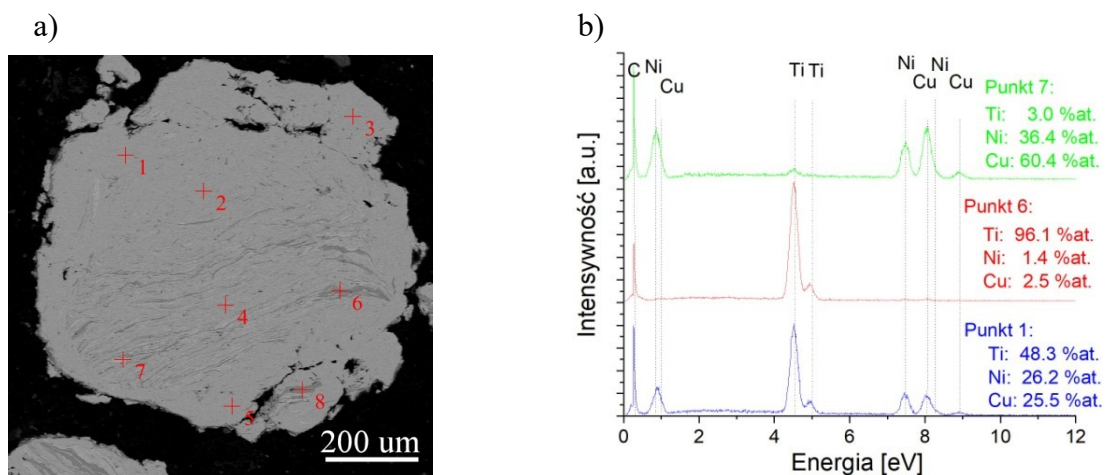 a)
1
2
3
4
5
6
7
8
200 um
b)
C Ni Cu Ti Ti Ni Cu Ni Cu
Punkt 7:
Ti: 3.0 %at.
Ni: 36.4 %at.
Cu: 60.4 %at.
Punkt 6:
Ti: 96.1 %at.
Ni: 1.4 %at.
Cu: 2.5 %at.
Punkt 1:
Ti: 48.3 %at.
Ni: 26.2 %at.
Cu: 25.5 %at.
Intensywność [a.u.]
0 2 4 6 8 10 12
Energia [eV]